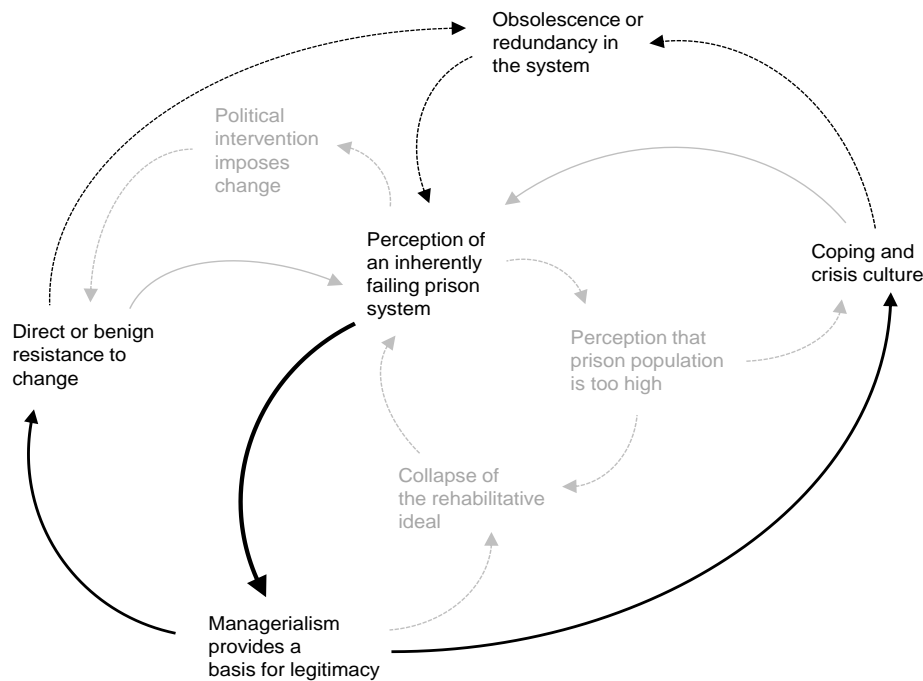 Obsolescence or
redundancy in
the system
Political
intervention
imposes
change
Perception of
an inherently
failing prison
system
Coping and
crisis culture
Direct or benign
resistance to
change
Perception that
prison population
is too high
Collapse of
the rehabilitative
ideal
Managerialism
provides a
basis for legitimacy